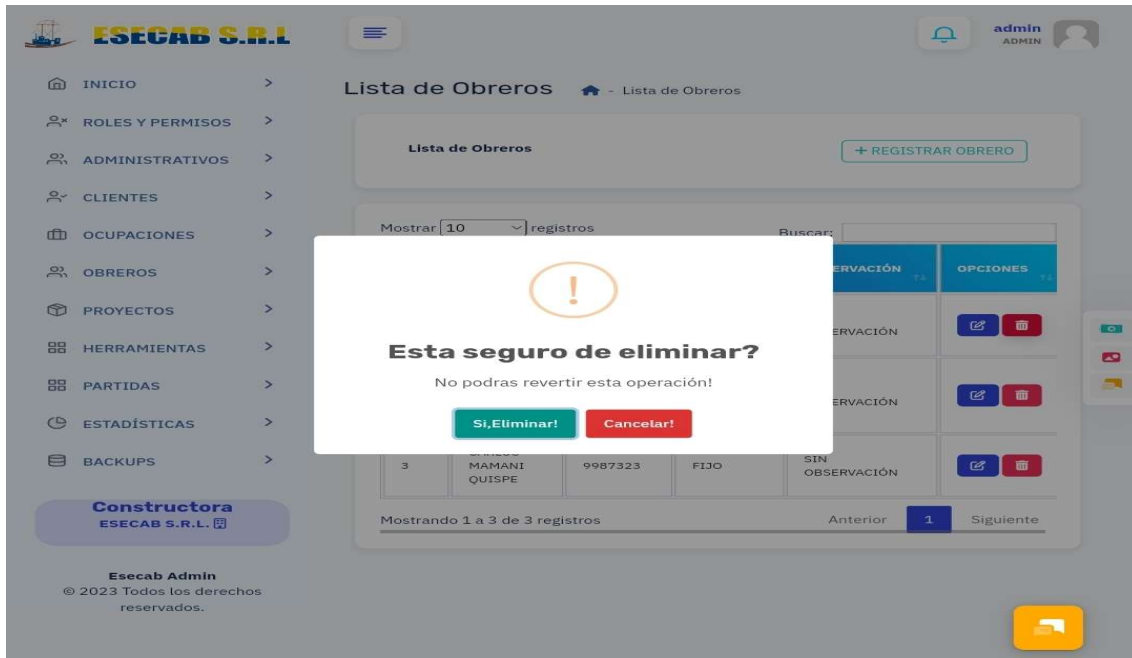 ESECAB S.R.L
admin
ADMIN
INICIO
ROLES Y PERMISOS
ADMINISTRATIVOS
CLIENTES
OCUPACIONES
OBREROS
PROYECTOS
HERRAMIENTAS
PARTIDAS
ESTADÍSTICAS
BACKUPS
Constructora
ESECAB S.R.L.
Esecab Admin
© 2023 Todos los derechos
reservados.
Lista de Obreros - Lista de Obreros
Lista de Obreros
+ REGISTRAR OBRERO
Mostrar 10 registros
Buscar:
ERVACIÓN OPCIONES
ERVACIÓN
ERVACIÓN
!
Esta seguro de eliminar?
No podras revertir esta operación!
Si,Eliminar! Cancelar!
3 MAMANI QUISPE 9987323 FIJO SIN OBSERVACIÓN
Mostrando 1 a 3 de 3 registros
Anterior 1 Siguiente